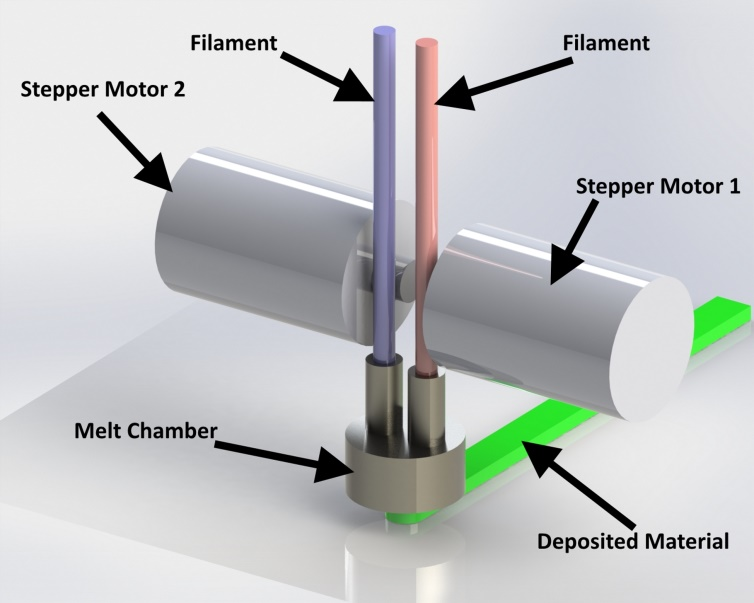 Filament
Filament
Stepper Motor 2
Stepper Motor 1
Melt Chamber
Deposited Material